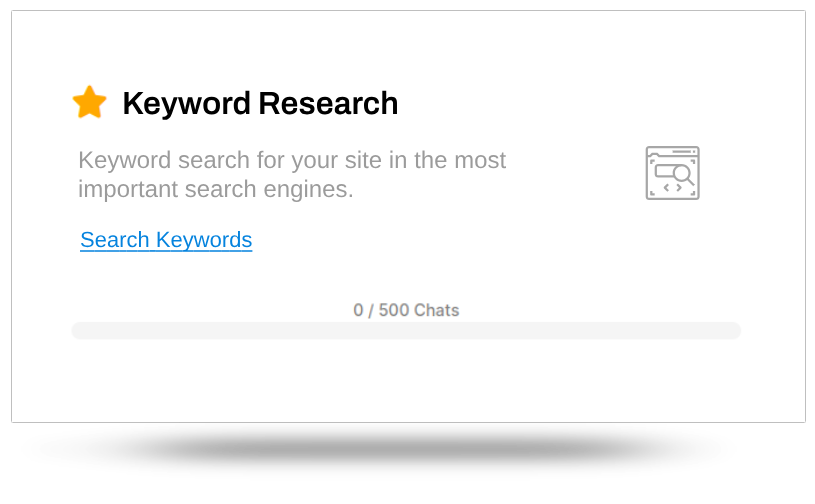 Keyword Research
Keyword search for your site in the most
important search engines.
Search Keywords
0 / 500 Chats